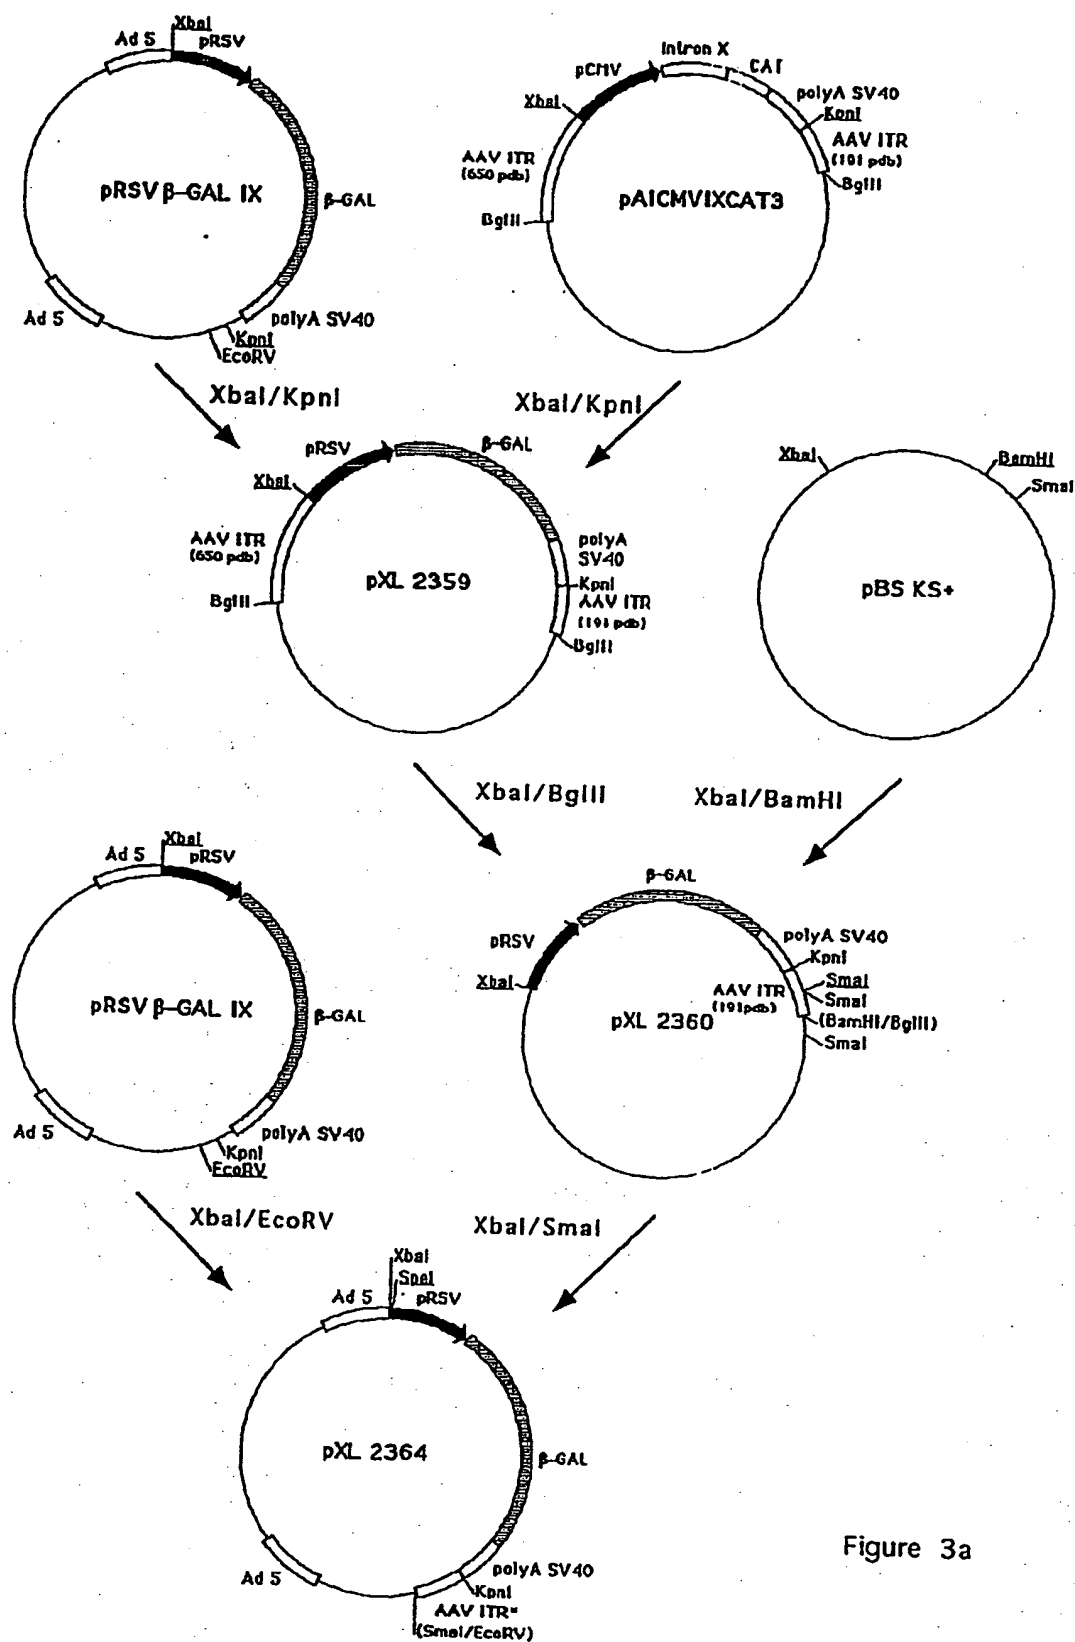 XbaI
Ad 5
pRSV
pRSV β-GAL IX
β-GAL
Ad 5
polyA SV40
KpnI
EcoRV
Intron X
pCMV
CAT
XbaI
polyA SV40
KpnI
AAV ITR
(650 pdb)
AAV ITR
(191 pdb)
BglII
pAICMVIXCAT3
BglII
XbaI/KpnI
XbaI/KpnI
pRSV
β-GAL
XbaI
AAV ITR
(650 pdb)
polyA
SV40
pXL 2359
KpnI
BglII
AAV ITR
(191 pdb)
BglII
XbaI
BamHI
SmaI
pBS KS+
XbaI/BglII
XbaI/BamHI
XbaI
Ad 5
pRSV
pRSV β-GAL IX
β-GAL
Ad 5
polyA SV40
KpnI
EcoRV
β-GAL
pRSV
polyA SV40
KpnI
XbaI
SmaI
AAV ITR
(191pdb)
SmaI
pXL 2360
(BamHI/BglII)
SmaI
XbaI/EcoRV
XbaI/SmaI
XbaI
SpeI
Ad 5
pRSV
pXL 2364
β-GAL
Ad 5
polyA SV40
KpnI
AAV ITR*
(SmaI/EcoRV)
Figure 3a